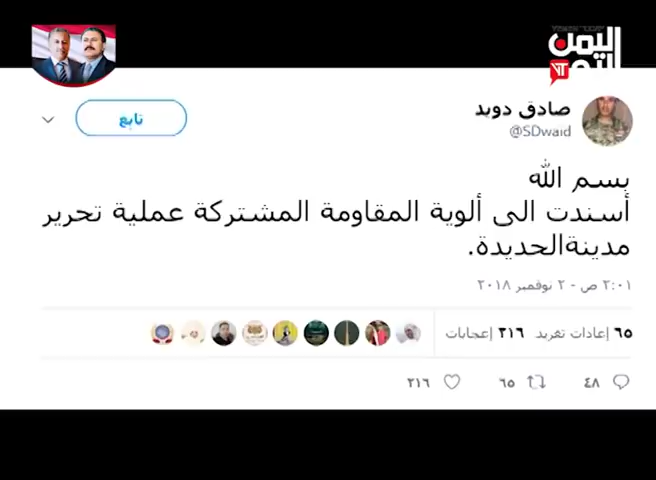 اليمن
اليوم
صادق دويد
@SDwaid
تابع
بسم الله
أسندت الى ألوية المقاومة المشتركة عملية تحرير
مدينةالحديدة.
٢:٠١ ص - ٢ نوفمبر ٢٠١٨
٦٥ إعادات تغريد ٢١٦ إعجابات
٤٨ ٦٥ ٢١٦